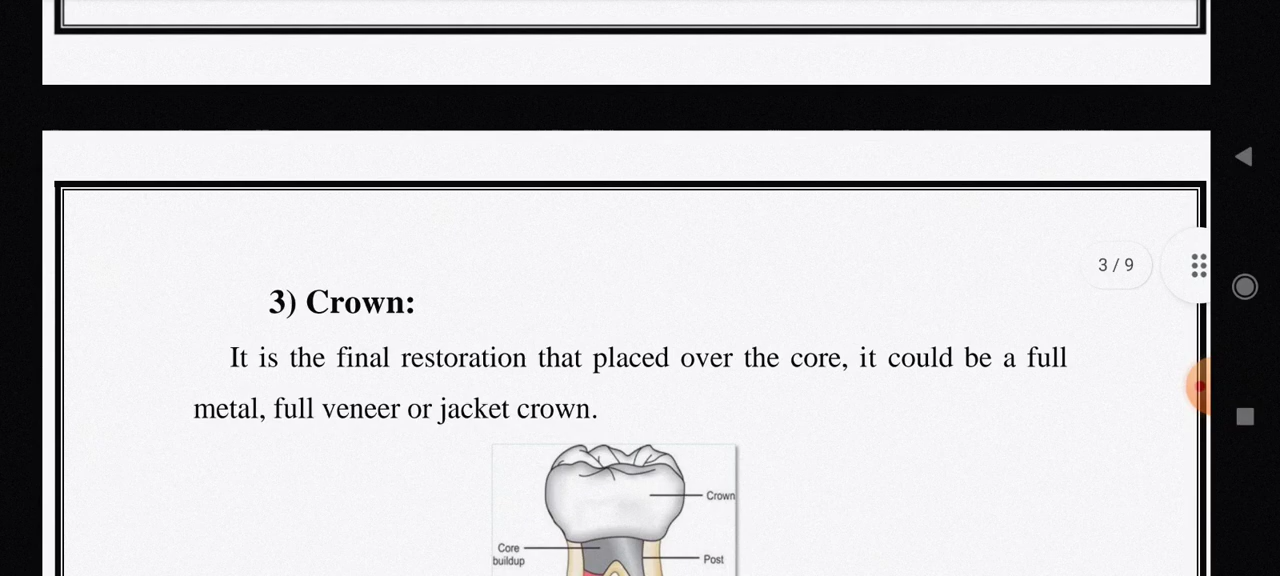 3 / 9
3) Crown:
It is the final restoration that placed over the core, it could be a full
metal, full veneer or jacket crown.
Crown
Core
buildup
Post